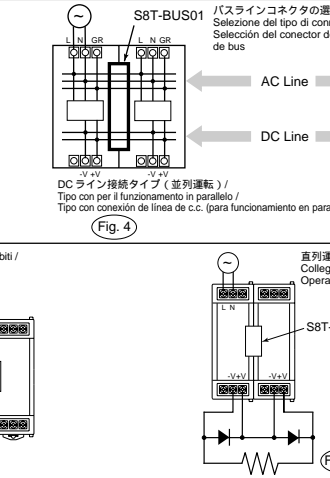 S8T-BUS01
バスラインコネクタの選
Selezione del tipo di con
Selección del conector d
de bus
L N GR L N GR
AC Line
DC Line
-V +V -V +V
DC ライン接続タイプ ( 並列運転 ) /
Tipo con per il funzionamento in parallelo /
Tipo con conexión de línea de c.c. (para funcionamiento en para
Fig. 4
biti /
直列運
Colleg
Opera
L N
S8T-
-V+V -V+V